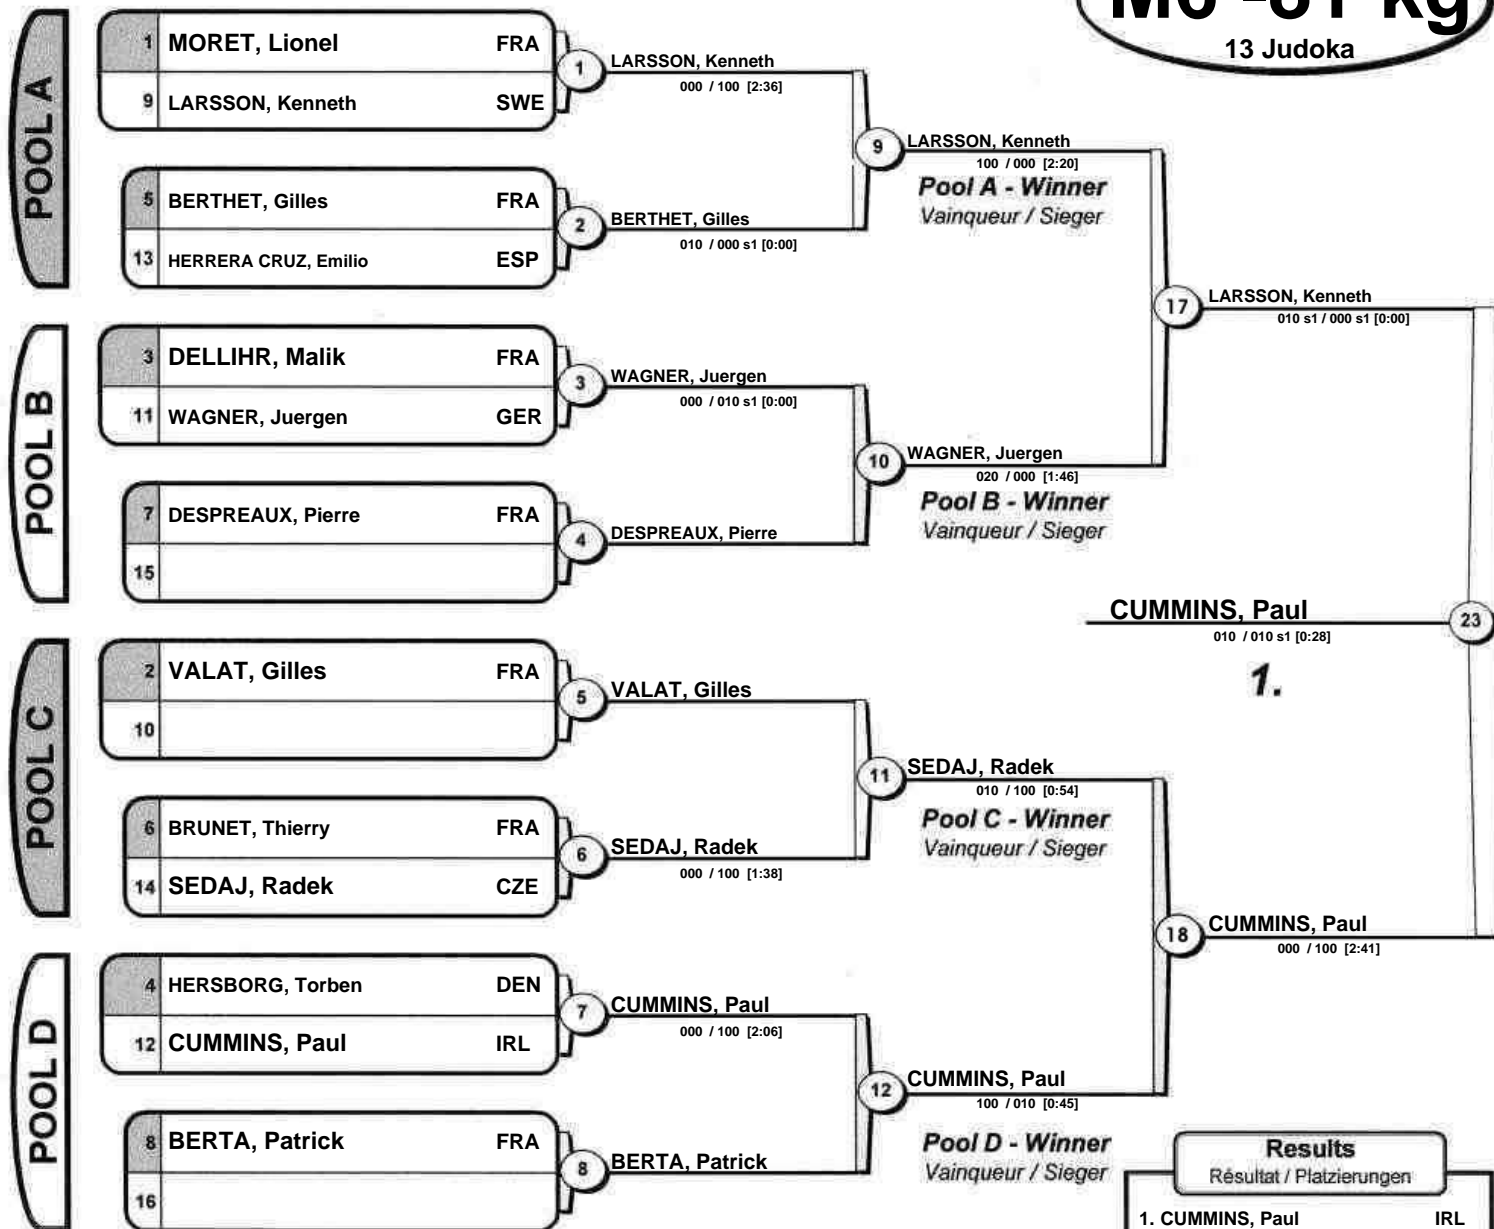 M6 -81 kg
13 Judoka
POOL A
1 MORET, Lionel FRA
9 LARSSON, Kenneth SWE
5 BERTHET, Gilles FRA
13 HERRERA CRUZ, Emilio ESP
1 LARSSON, Kenneth
000 / 100 [2:36]
2 BERTHET, Gilles
010 / 000 s1 [0:00]
9 LARSSON, Kenneth
100 / 000 [2:20]
Pool A - Winner
Vainqueur / Sieger
POOL B
3 DELLIHR, Malik FRA
11 WAGNER, Juergen GER
7 DESPREAUX, Pierre FRA
15
3 WAGNER, Juergen
000 / 010 s1 [0:00]
4 DESPREAUX, Pierre
10 WAGNER, Juergen
020 / 000 [1:46]
Pool B - Winner
Vainqueur / Sieger
17 LARSSON, Kenneth
010 s1 / 000 s1 [0:00]
CUMMINS, Paul 23
010 / 010 s1 [0:28]
1.
POOL C
2 VALAT, Gilles FRA
10
6 BRUNET, Thierry FRA
14 SEDAJ, Radek CZE
5 VALAT, Gilles
6 SEDAJ, Radek
000 / 100 [1:38]
11 SEDAJ, Radek
010 / 100 [0:54]
Pool C - Winner
Vainqueur / Sieger
18 CUMMINS, Paul
000 / 100 [2:41]
POOL D
4 HERSBORG, Torben DEN
12 CUMMINS, Paul IRL
8 BERTA, Patrick FRA
16
7 CUMMINS, Paul
000 / 100 [2:06]
8 BERTA, Patrick
12 CUMMINS, Paul
100 / 010 [0:45]
Pool D - Winner
Vainqueur / Sieger
Results
Résultat / Platzierungen
1. CUMMINS, Paul IRL